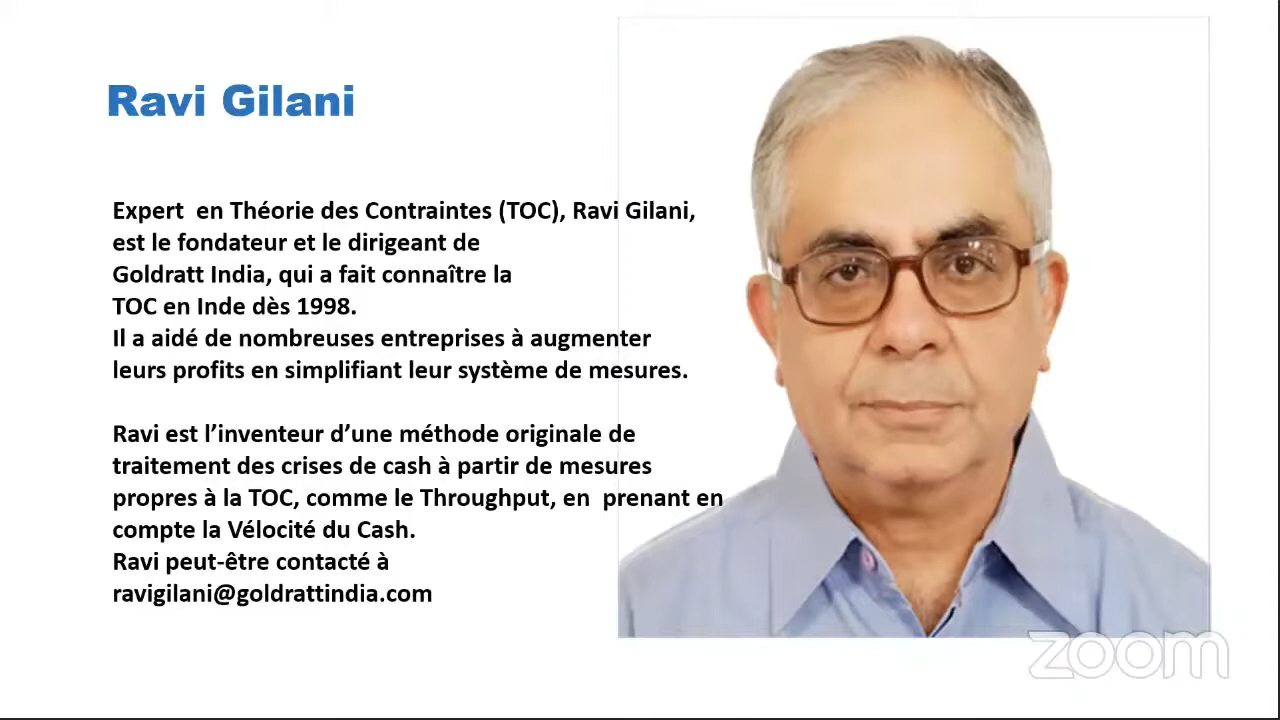 Ravi Gilani
Expert  en Théorie des Contraintes (TOC), Ravi Gilani,
est le fondateur et le dirigeant de
Goldratt India, qui a fait connaître la
TOC en Inde dès 1998.
Il a aidé de nombreuses entreprises à augmenter
leurs profits en simplifiant leur système de mesures.
Ravi est l’inventeur d’une méthode originale de
traitement des crises de cash à partir de mesures
propres à la TOC, comme le Throughput, en  prenant en
compte la Vélocité du Cash.
Ravi peut-être contacté à
ravigilani@goldrattindia.com
zoom